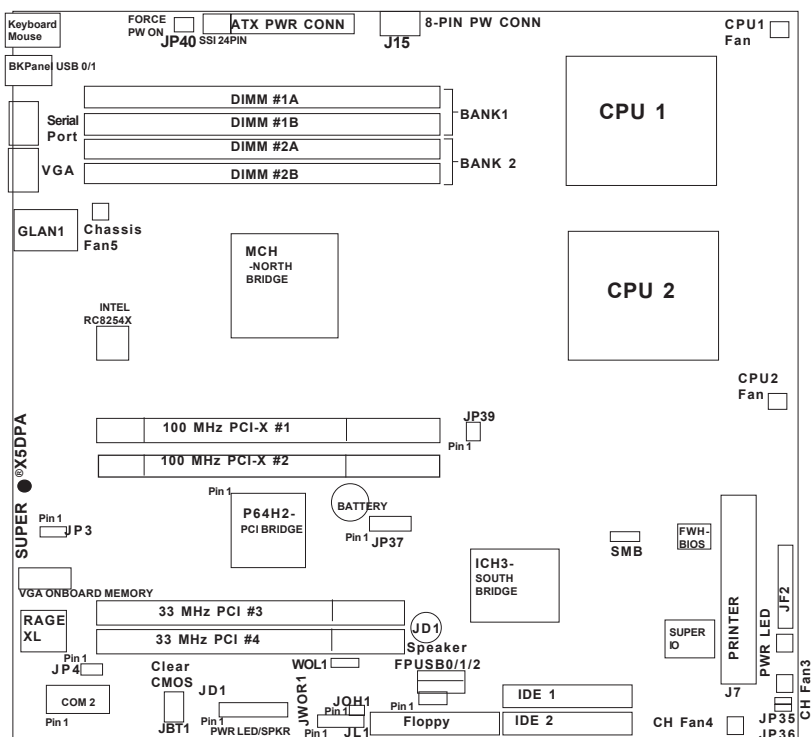 Keyboard
Mouse
FORCE
PW ON
JP40
SSI 24PIN
ATX PWR CONN
J15
8-PIN PW CONN
CPU1
Fan
BKPanel USB 0/1
DIMM #1A
DIMM #1B
BANK1
DIMM #2A
DIMM #2B
BANK 2
CPU 1
Serial
Port
VGA
GLAN1
Chassis
Fan5
MCH
-NORTH
BRIDGE
CPU 2
INTEL
RC8254X
CPU2
Fan
100 MHz PCI-X #1
JP39
Pin 1
100 MHz PCI-X #2
SUPER ● ®X5DPA
Pin 1
P64H2-
PCI BRIDGE
BATTERY
Pin 1
JP37
Pin 1
JP3
ICH3-
SOUTH
BRIDGE
SMB
FWH-
BIOS
PRINTER
J7
PWR LED
JF2
VGA ONBOARD MEMORY
RAGE
XL
33 MHz PCI #3
33 MHz PCI #4
JD1
Speaker
SUPER
IO
Pin 1
JP4
Clear
CMOS
JBT1
WOL1
FPUSB0/1/2
COM 2
Pin 1
JD1
Pin 1
PWR LED/SPKR
JWOR1
JOH1
Pin 1
JL1
Pin 1
Floppy
IDE 1
IDE 2
CH Fan4
CH Fan3
JP35
JP36